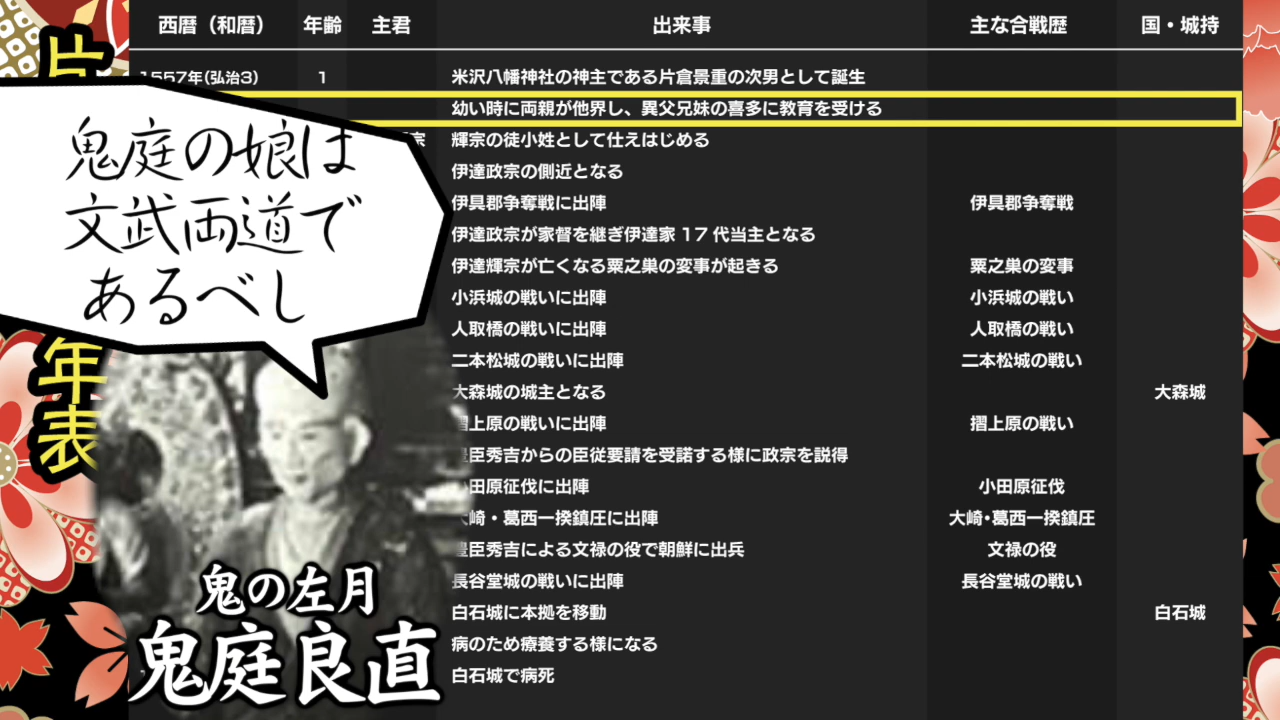 西暦（和暦） 年齢 主君 出来事 主な合戦歴 国・城持
片
年表
1557年(弘治3) 1 米沢八幡神社の神主である片倉景重の次男として誕生
幼い時に両親が他界し、異父兄妹の喜多に教育を受ける
宗 輝宗の徒小姓として仕えはじめる
伊達政宗の側近となる
伊具郡争奪戦に出陣 伊具郡争奪戦
伊達政宗が家督を継ぎ伊達家 17 代当主となる
伊達輝宗が亡くなる粟之巣の変事が起きる 粟之巣の変事
小浜城の戦いに出陣 小浜城の戦い
人取橋の戦いに出陣 人取橋の戦い
二本松城の戦いに出陣 二本松城の戦い
大森城の城主となる 大森城
摺上原の戦いに出陣 摺上原の戦い
豊臣秀吉からの臣従要請を受諾する様に政宗を説得
小田原征伐に出陣 小田原征伐
大崎・葛西一揆鎮圧に出陣 大崎・葛西一揆鎮圧
豊臣秀吉による文禄の役で朝鮮に出兵 文禄の役
長谷堂城の戦いに出陣 長谷堂城の戦い
白石城に本拠を移動 白石城
病のため療養する様になる
白石城で病死
鬼庭の娘は
文武両道で
あるべし
鬼の左月
鬼庭良直